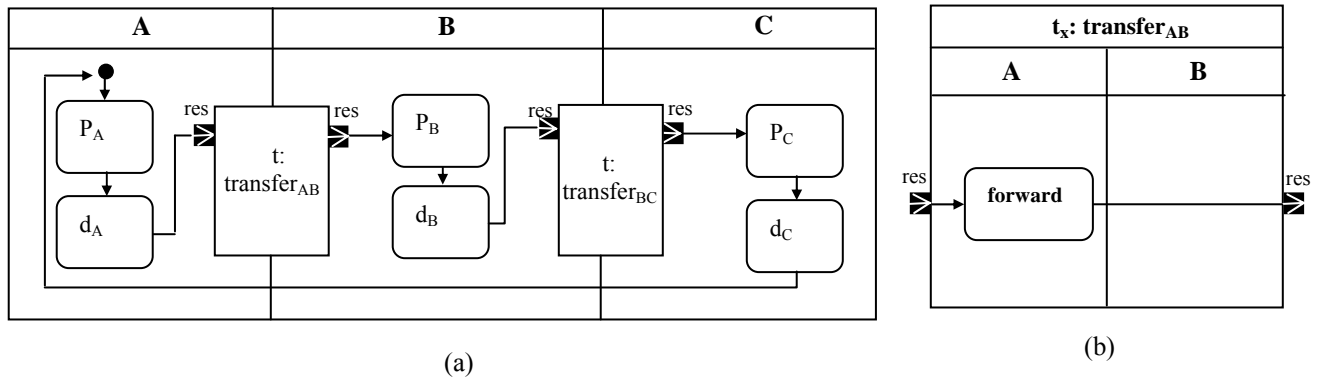 A
B
C
P_A
d_A
res
t:
transfer_AB
res
P_B
d_B
res
t:
transfer_BC
res
P_C
d_C
(a)
t_x: transfer_AB
A
B
res
forward
res
(b)